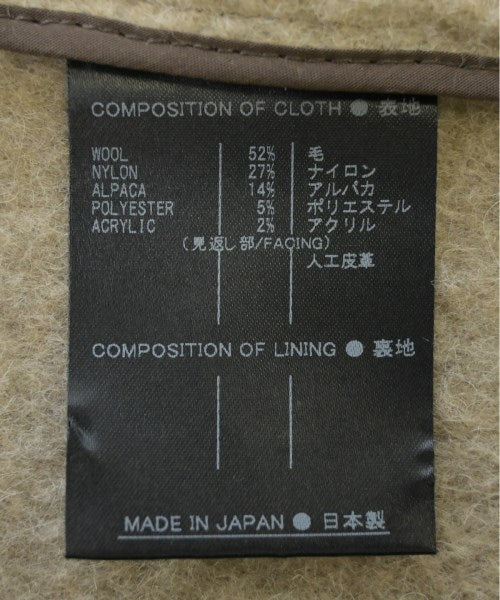 COMPOSITION OF CLOTH ● 表地
WOOL 52% 毛
NYLON 27% ナイロン
ALPACA 14% アルパカ
POLYESTER 5% ポリエステル
ACRYLIC 2% アクリル
(見返し部/FACING)
人工皮革
COMPOSITION OF LINING ● 裏地
MADE IN JAPAN ● 日本製